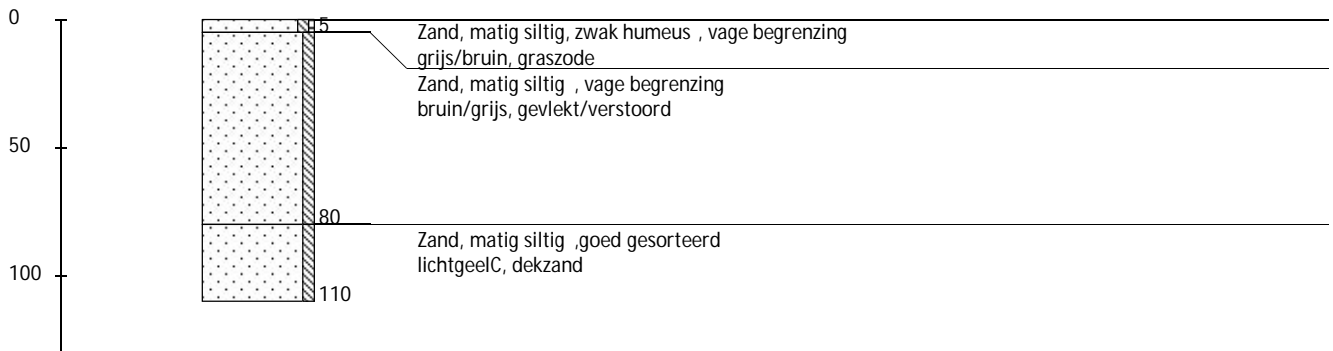 0
5
Zand, matig siltig, zwak humeus , vage begrenzing
grijs/bruin, graszode
Zand, matig siltig , vage begrenzing
bruin/grijs, gevlekt/verstoord
50
80
Zand, matig siltig ,goed gesorteerd
lichtgeelC, dekzand
100
110